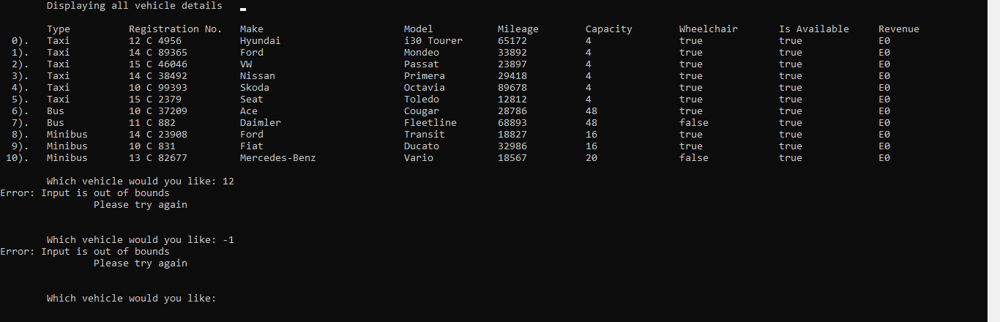 Displaying all vehicle details
Type Registration No. Make Model Mileage Capacity Wheelchair Is Available Revenue
0). Taxi 12 C 4956 Hyundai i30 Tourer 65172 4 true true E0
1). Taxi 14 C 89365 Ford Mondeo 33892 4 true true E0
2). Taxi 15 C 46046 VW Passat 23897 4 true true E0
3). Taxi 14 C 38492 Nissan Primera 29418 4 true true E0
4). Taxi 10 C 99393 Skoda Octavia 89678 4 true true E0
5). Taxi 15 C 2379 Seat Toledo 12812 4 true true E0
6). Bus 10 C 37209 Ace Cougar 28786 48 true true E0
7). Bus 11 C 882 Daimler Fleetline 68893 48 false true E0
8). Minibus 14 C 23908 Ford Transit 18827 16 true true E0
9). Minibus 10 C 831 Fiat Ducato 32986 16 true true E0
10). Minibus 13 C 82677 Mercedes-Benz Vario 18567 20 false true E0
Which vehicle would you like: 12
Error: Input is out of bounds
Please try again
Which vehicle would you like: -1
Error: Input is out of bounds
Please try again
Which vehicle would you like: